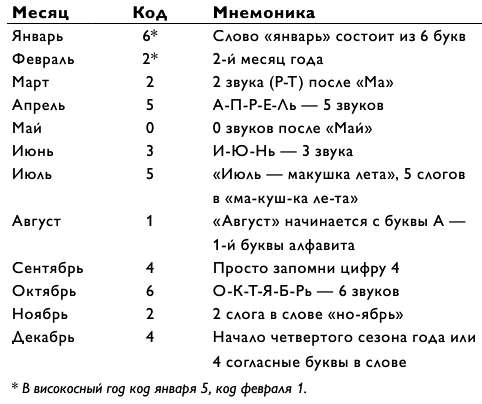 Месяц Код Мнемоника
Январь 6* Слово «январь» состоит из 6 букв
Февраль 2* 2-й месяц года
Март 2 2 звука (Р-Т) после «Ма»
Апрель 5 А-П-Р-Е-Ль — 5 звуков
Май 0 0 звуков после «Май»
Июнь 3 И-Ю-Нь — 3 звука
Июль 5 «Июль — макушка лета», 5 слогов
в «ма-куш-ка ле-та»
Август 1 «Август» начинается с буквы А —
1-й буквы алфавита
Сентябрь 4 Просто запомни цифру 4
Октябрь 6 О-К-Т-Я-Б-Рь — 6 звуков
Ноябрь 2 2 слога в слове «но-ябрь»
Декабрь 4 Начало четвертого сезона года или
4 согласные буквы в слове
* В високосный год код января 5, код февраля 1.